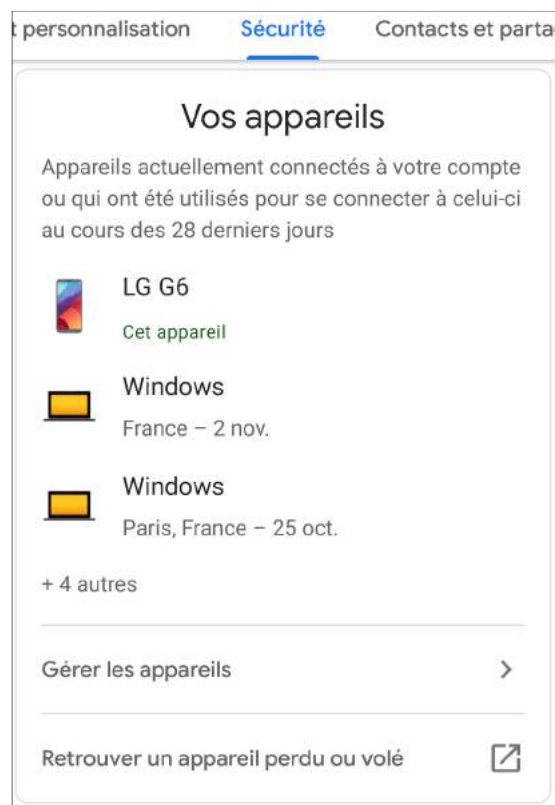 t personnalisation Sécurité Contacts et parta
Vos appareils
Appareils actuellement connectés à votre compte
ou qui ont été utilisés pour se connecter à celui-ci
au cours des 28 derniers jours
LG G6
Cet appareil
Windows
France – 2 nov.
Windows
Paris, France – 25 oct.
+ 4 autres
Gérer les appareils
Retrouver un appareil perdu ou volé